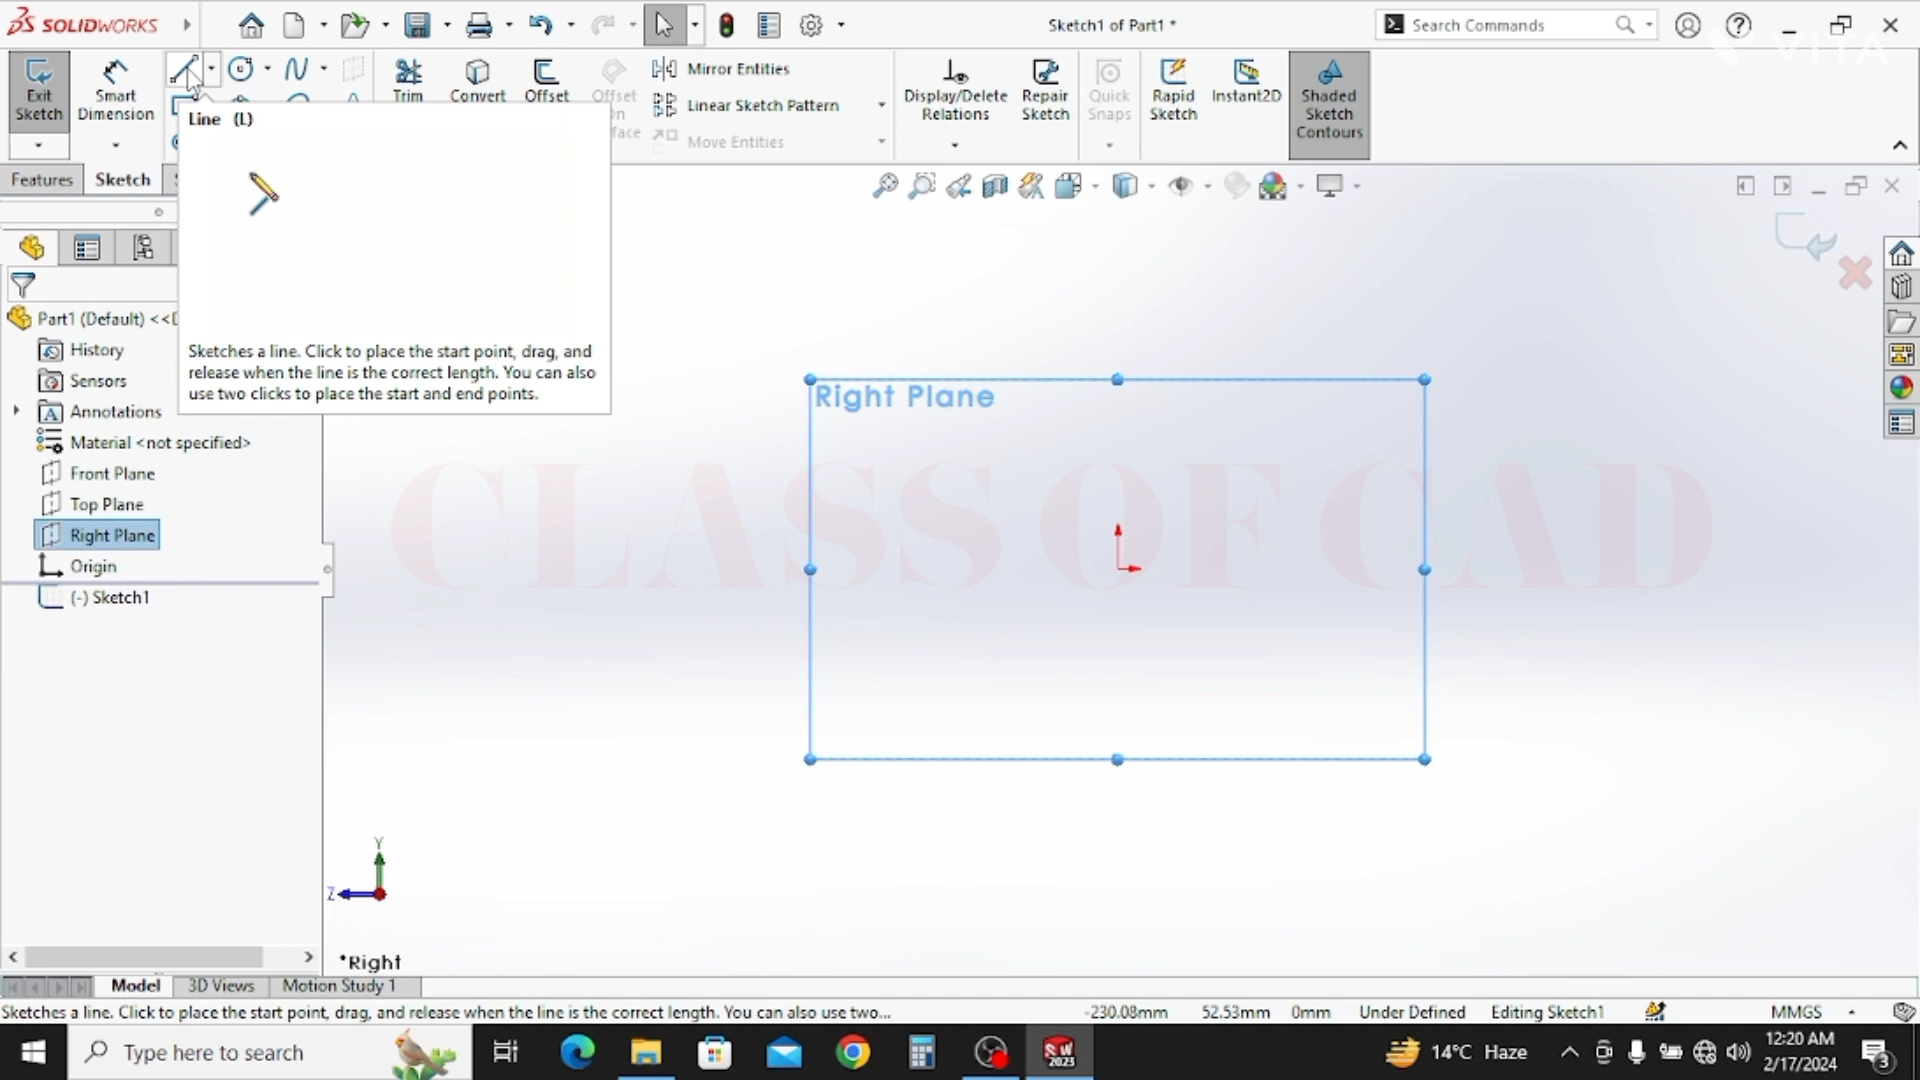 SOLIDWORKS
Sketch1 of Part1 *
Search Commands
VITA
Exit Sketch
Smart Dimension
Trim
Convert
Offset
Offset On Surface
Mirror Entities
Linear Sketch Pattern
Move Entities
Display/Delete Relations
Repair Sketch
Quick Snaps
Rapid Sketch
Instant2D
Shaded Sketch Contours
Line (L)
Sketches a line. Click to place the start point, drag, and
release when the line is the correct length. You can also
use two clicks to place the start and end points.
Features
Sketch
Part1 (Default) <<D
History
Sensors
Annotations
Material <not specified>
Front Plane
Top Plane
Right Plane
Origin
(-) Sketch1
Right Plane
CLASS OF CAD
Y
Z
*Right
Model
3D Views
Motion Study 1
Sketches a line. Click to place the start point, drag, and release when the line is the correct length. You can also use two...
-230.08mm
52.53mm
0mm
Under Defined
Editing Sketch1
MMGS
Type here to search
SW 2023
14°C Haze
12:20 AM
2/17/2024
3